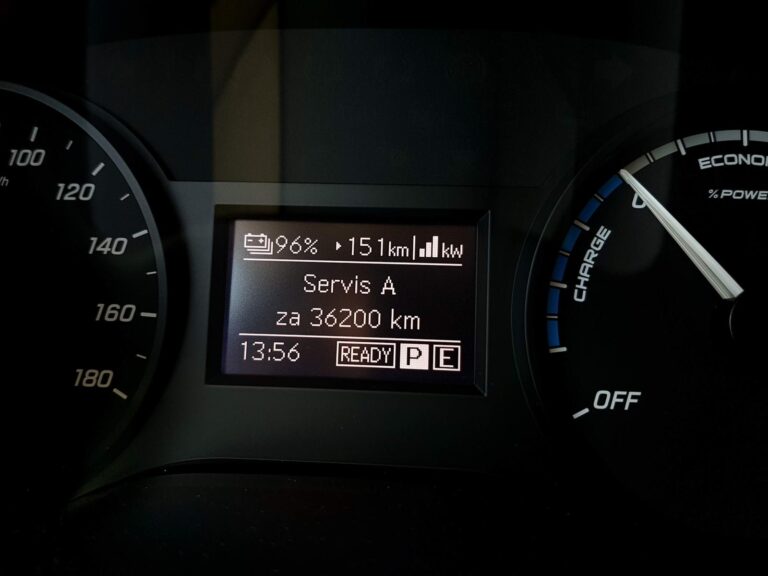 100
120
140
160
180
96% 151km kW
Servis A
za 36200 km
13:56 READY P E
ECONO
% POWE
0
CHARGE
OFF